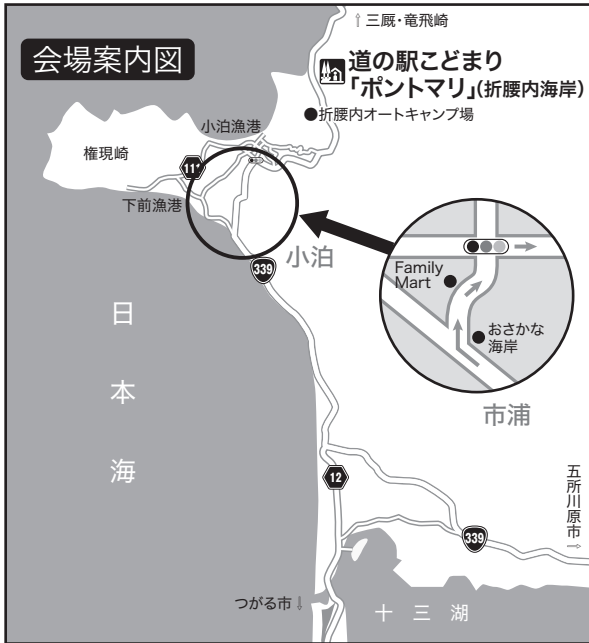 ↑三厩・竜飛崎
会場案内図
道の駅こどまり
「ポントマリ」(折腰内海岸)
●折腰内オートキャンプ場
小泊漁港
権現崎
下前漁港
339
小泊
Family
Mart
おさかな
海岸
日本海
市浦
12
339
五所川原市→
つがる市↓
十三湖